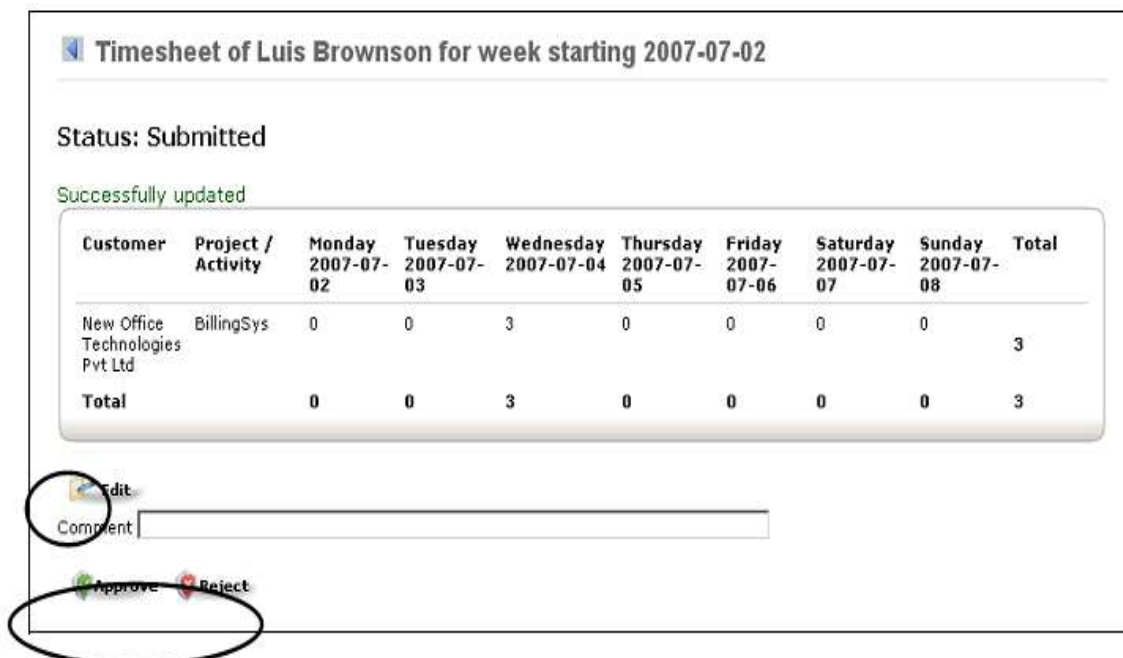 Timesheet of Luis Brownson for week starting 2007-07-02
Status: Submitted
Successfully updated
Customer Project / Monday Tuesday Wednesday Thursday Friday Saturday Sunday Total
Activity 2007-07- 2007-07- 2007-07-04 2007-07- 2007- 2007-07- 2007-07-
02 03 05 07-06 07 08
New Office BillingSys 0 0 3 0 0 0 0
Technologies 3
Pvt Ltd
Total 0 0 3 0 0 0 0 3
Edit
Comment
Approve Reject